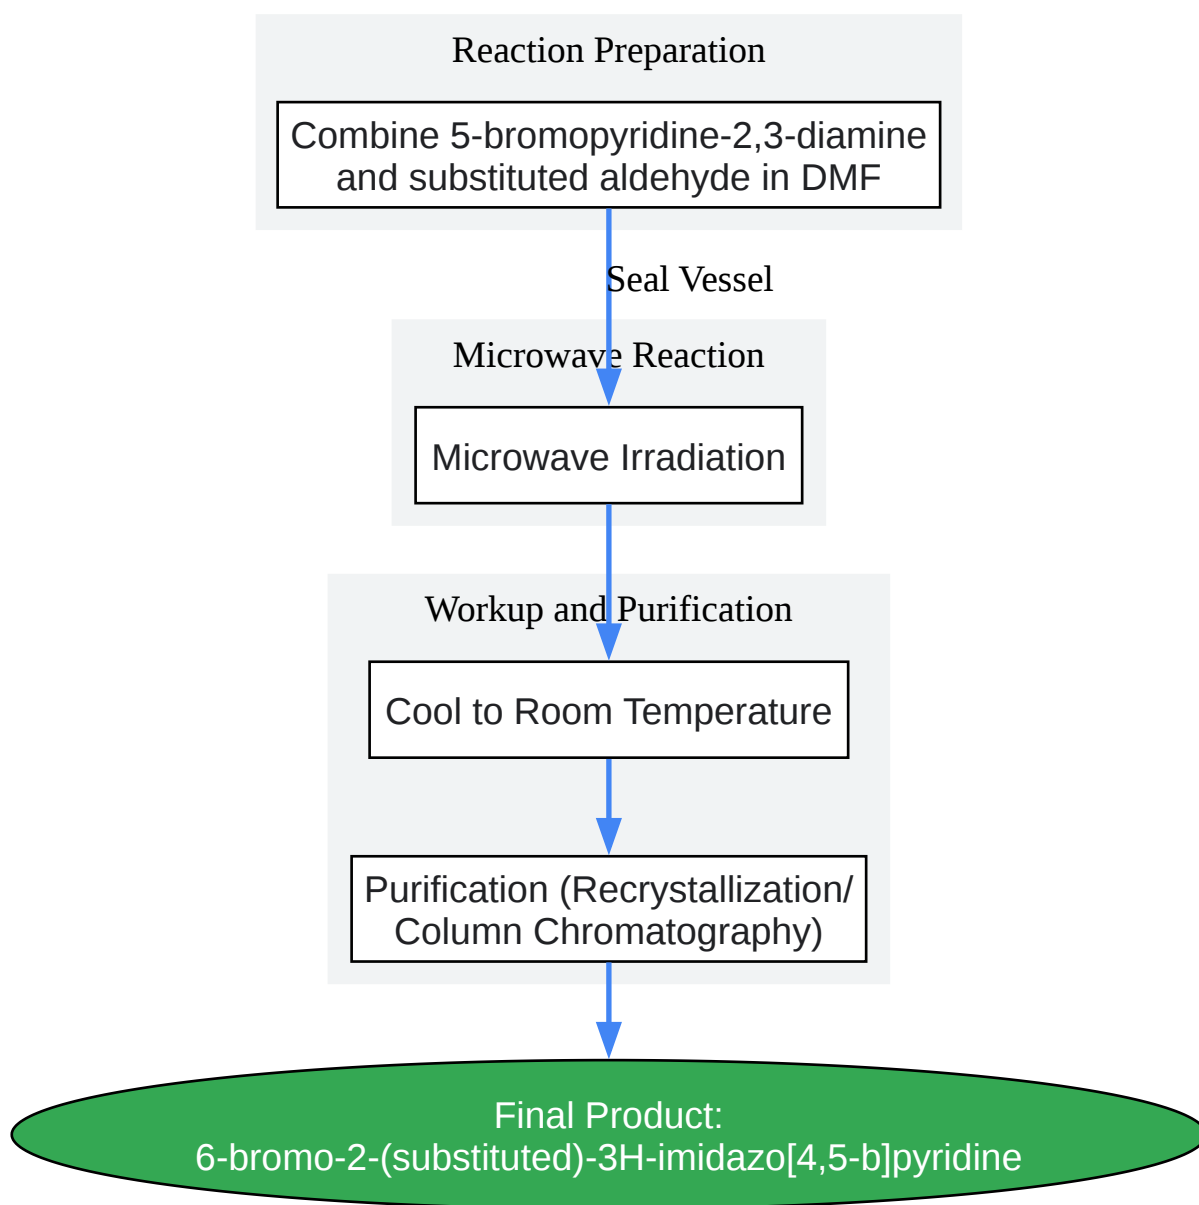 Reaction Preparation
Combine 5-bromopyridine-2,3-diamine
and substituted aldehyde in DMF
Seal Vessel
Microwave Reaction
Microwave Irradiation
Workup and Purification
Cool to Room Temperature
Purification (Recrystallization/
Column Chromatography)
Final Product:
6-bromo-2-(substituted)-3H-imidazo[4,5-b]pyridine